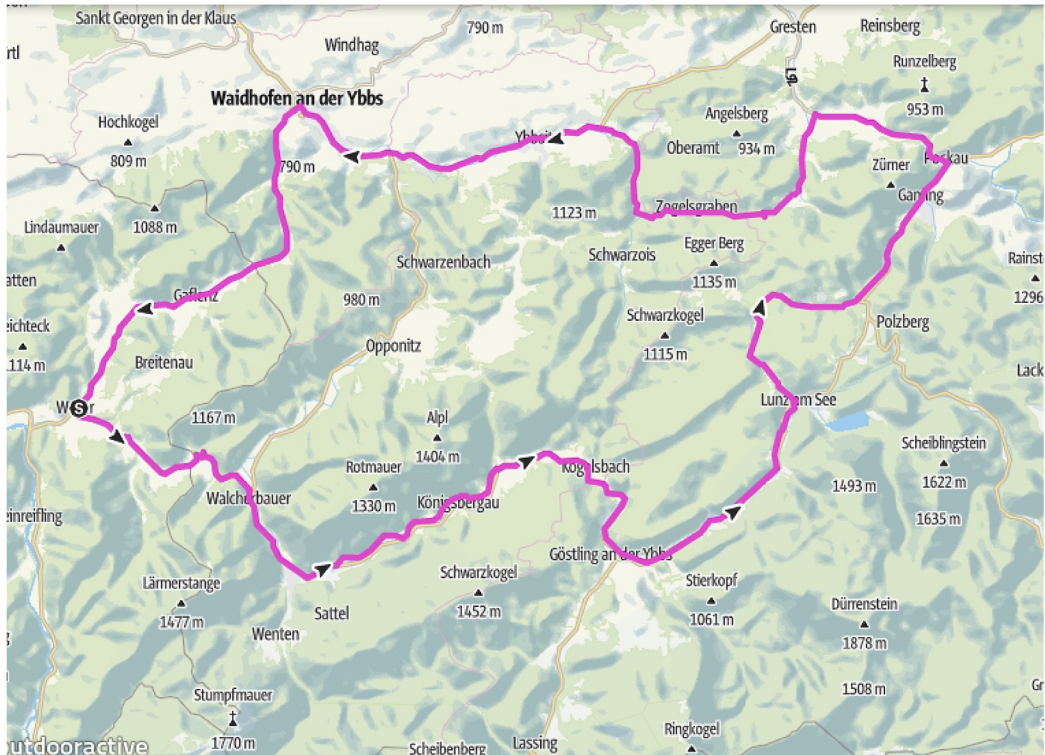 Sankt Georgen in der Klaus
790 m
Gresten
Reinsberg
Windhag
Runzelberg
953 m
Waidhofen an der Ybbs
Hochkogel
809 m
Angelsberg
934 m
Oberamt
790 m
Zürner
Gaming
1088 m
Lindaumauer
1123 m
Zogelsgraben
Schwarzenbach
Schwarzois
Egger Berg
1135 m
1296
Gaflenz
980 m
Schwarzkogel
1115 m
Polzberg
Opponitz
Breitenau
Lunz am See
S
1167 m
Alpl
1404 m
Scheiblingstein
1622 m
Rotmauer
1330 m
Kogelsbach
1493 m
Walcherbauer
Königsbergau
1635 m
Göstling an der Ybbs
Schwarzkogel
1452 m
Lärmerstange
1477 m
Stierkopf
1061 m
Sattel
Dürrenstein
1878 m
Wenten
Stumpfmauer
1770 m
1508 m
Ringkogel
Lassing
Scheibenberg
outdooractive